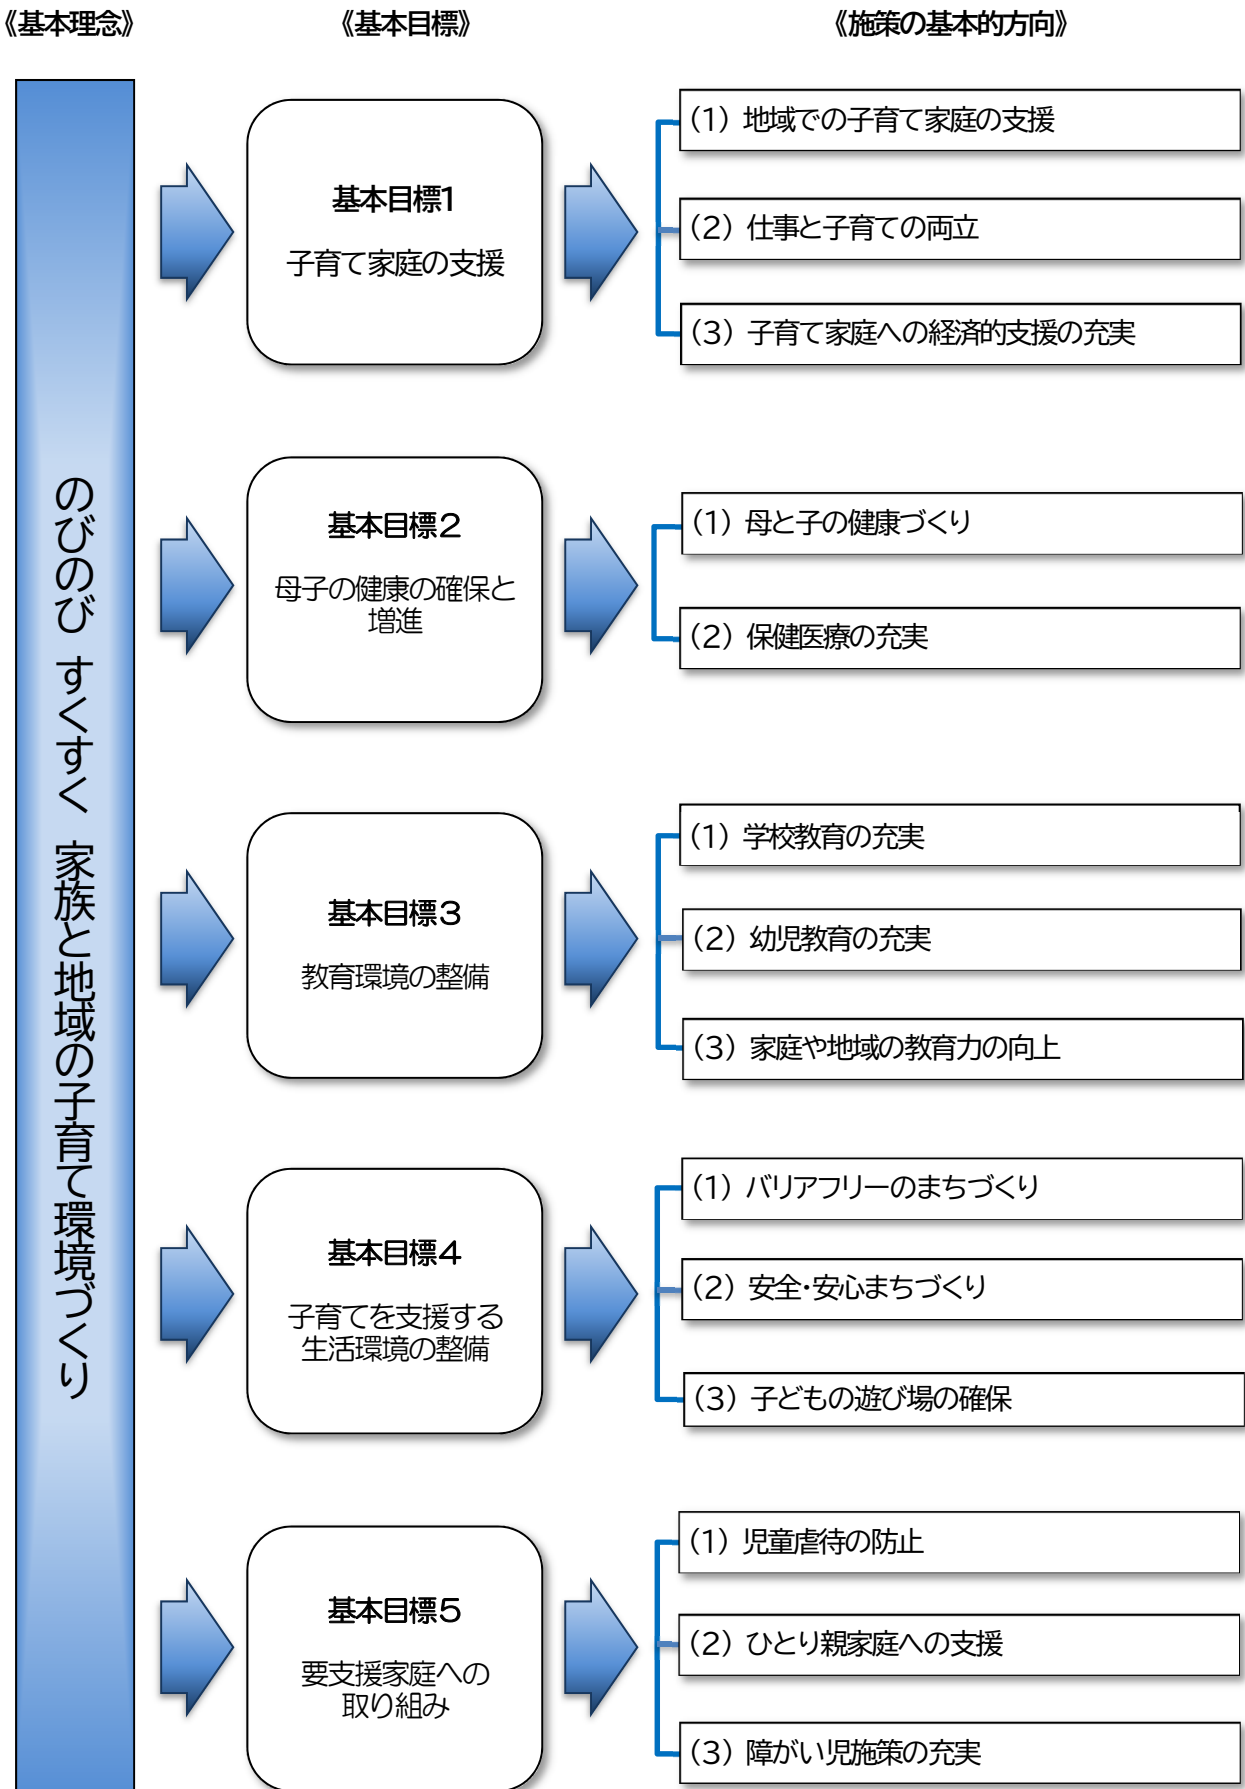 《基本理念》
《基本目標》
《施策の基本的方向》
のびのび すくすく 家族と地域の子育て環境づくり
基本目標1
子育て家庭の支援
(1) 地域での子育て家庭の支援
(2) 仕事と子育ての両立
(3) 子育て家庭への経済的支援の充実
基本目標2
母子の健康の確保と
増進
(1) 母と子の健康づくり
(2) 保健医療の充実
基本目標3
教育環境の整備
(1) 学校教育の充実
(2) 幼児教育の充実
(3) 家庭や地域の教育力の向上
基本目標4
子育てを支援する
生活環境の整備
(1) バリアフリーのまちづくり
(2) 安全・安心まちづくり
(3) 子どもの遊び場の確保
基本目標5
要支援家庭への
取り組み
(1) 児童虐待の防止
(2) ひとり親家庭への支援
(3) 障がい児施策の充実